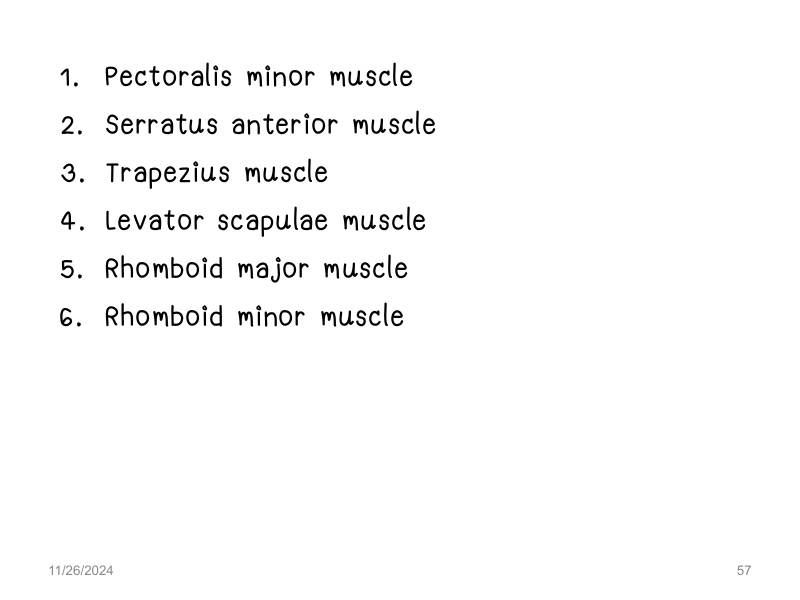 1. Pectoralis minor muscle
2. Serratus anterior muscle
3. Trapezius muscle
4. Levator scapulae muscle
5. Rhomboid major muscle
6. Rhomboid minor muscle
11/26/2024
57